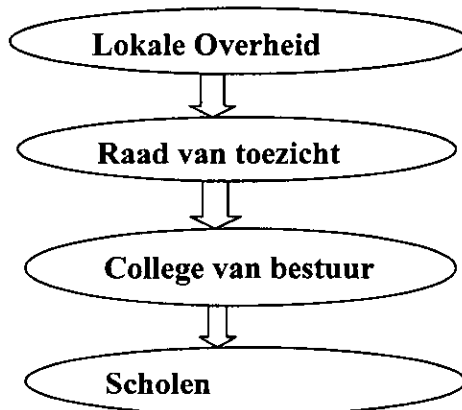 Lokale Overheid
Raad van toezicht
College van bestuur
Scholen